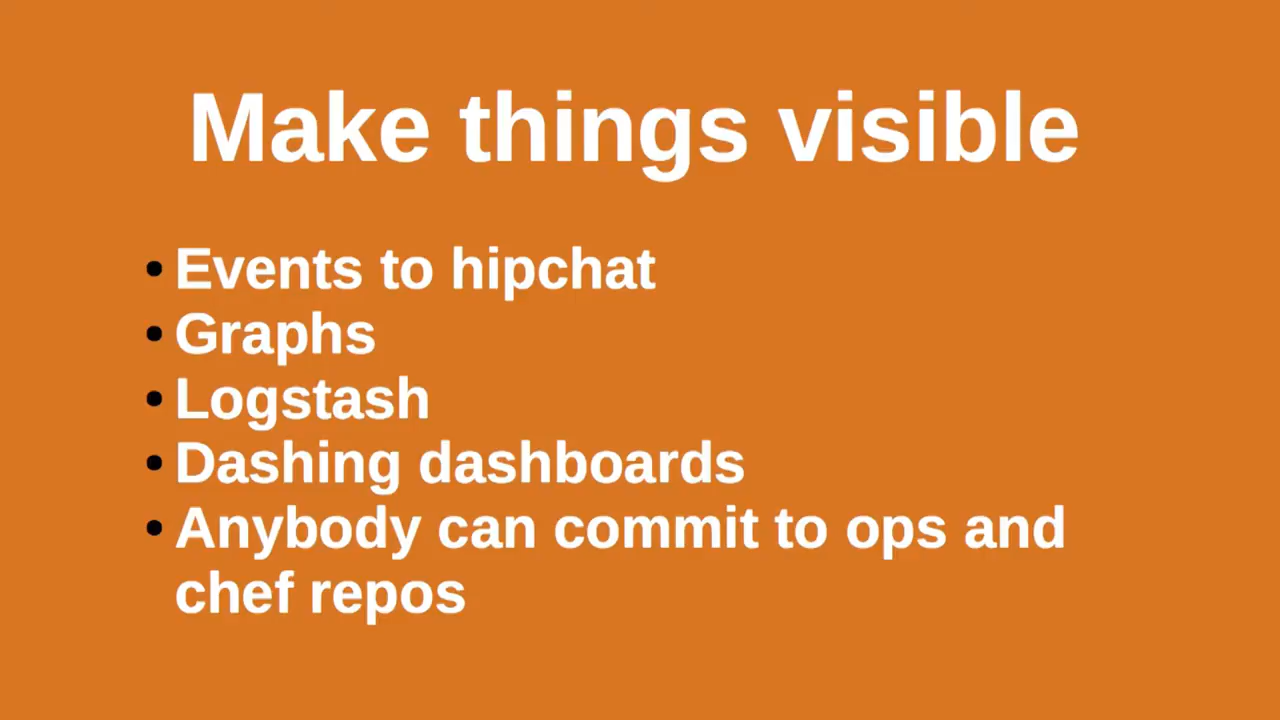 Make things visible
• Events to hipchat
• Graphs
• Logstash
• Dashing dashboards
• Anybody can commit to ops and
chef repos